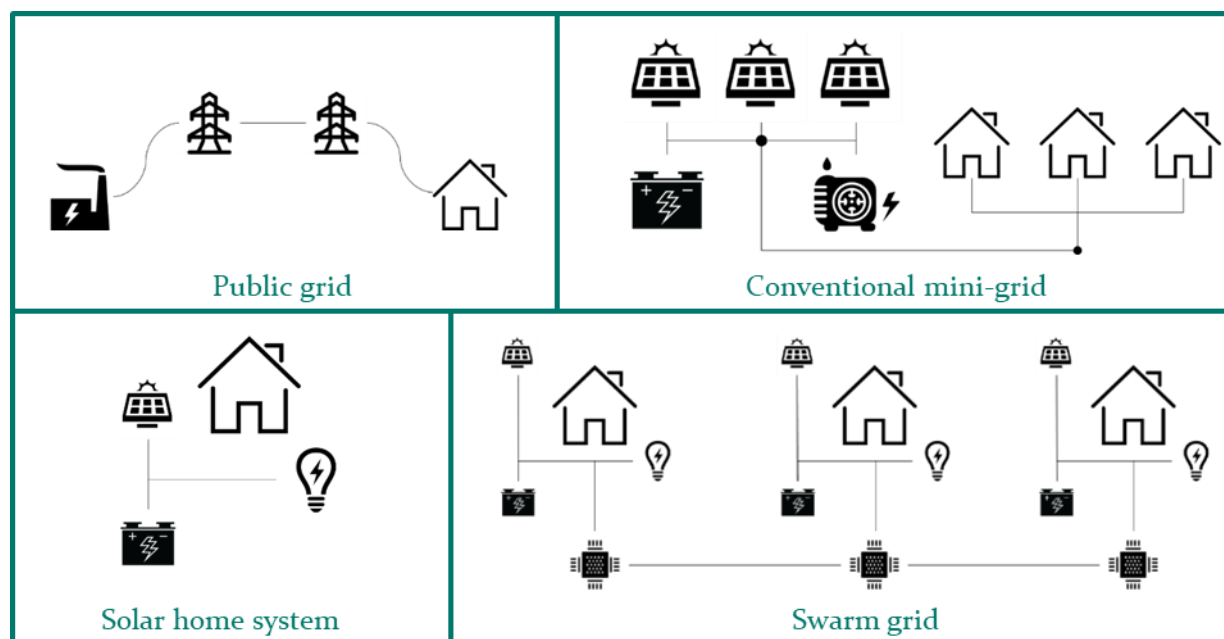 Public grid
Conventional mini-grid
Solar home system
Swarm grid